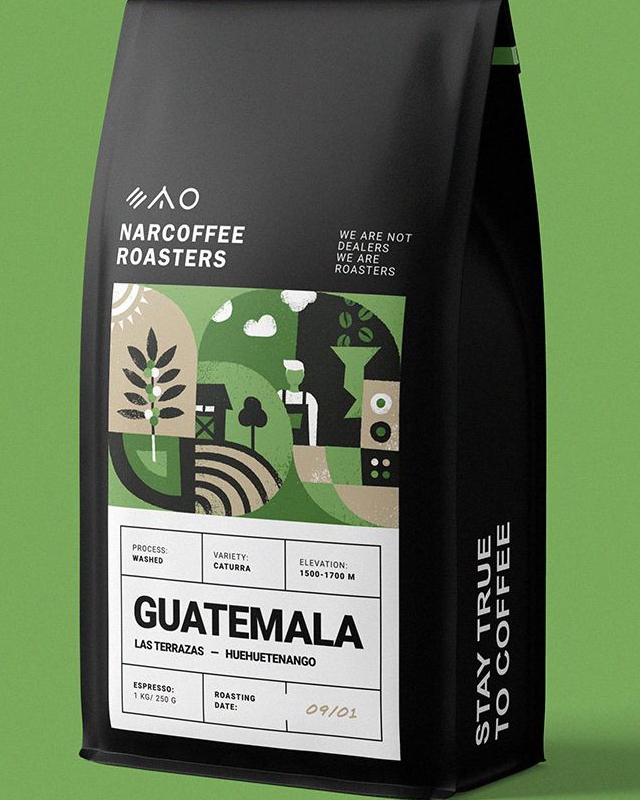 NARCOFFEE
ROASTERS
WE ARE NOT
DEALERS
WE ARE
ROASTERS
PROCESS:
WASHED
VARIETY:
CATURRA
ELEVATION:
1500-1700 M
GUATEMALA
LAS TERRAZAS — HUEHUETENANGO
ESPRESSO:
1 KG/ 250 G
ROASTING
DATE:
09/01
STAY TRUE
TO COFFEE